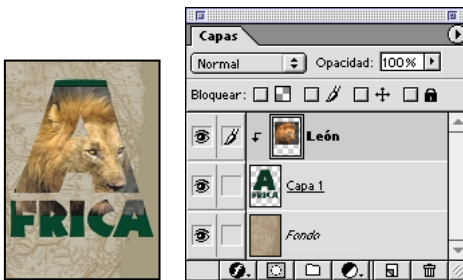 A
FRICA
Capas
Normal
Opacidad: 100%
Bloquear:
León
Capa 1
Fondo